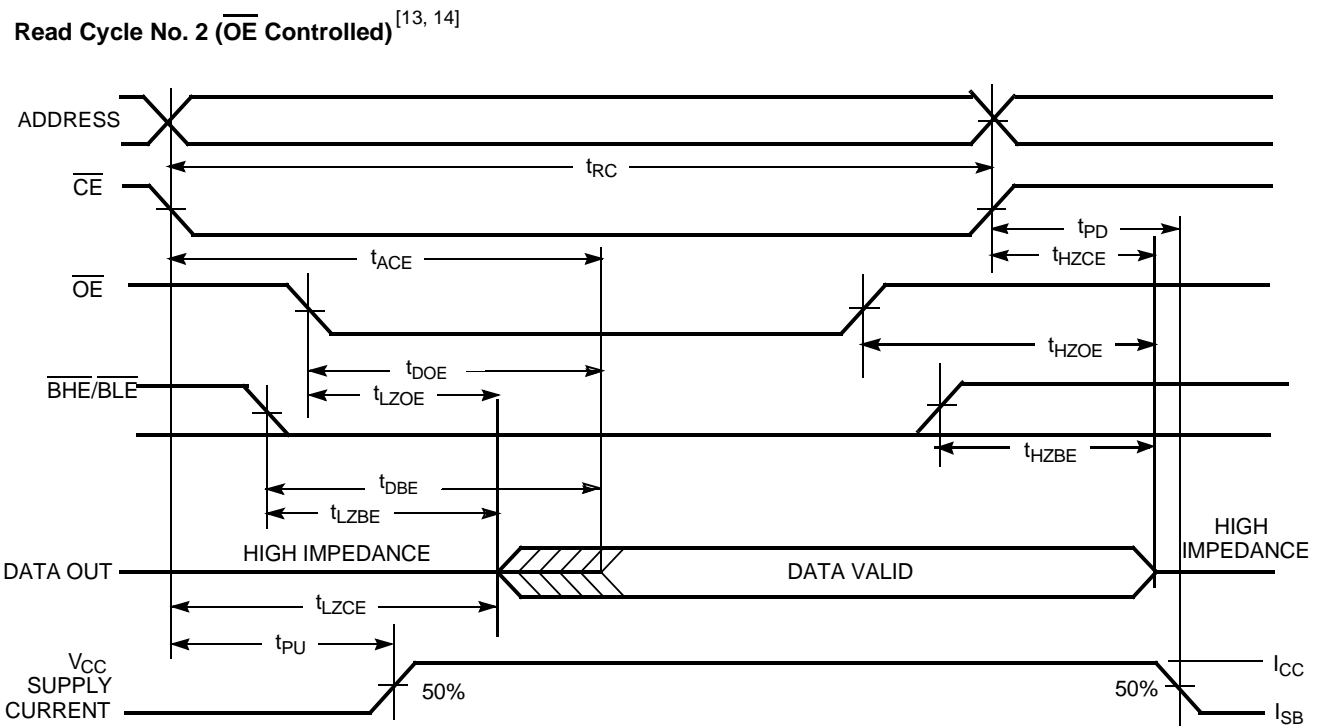 Read Cycle No. 2 (OE Controlled) [13, 14]
ADDRESS
tRC
CE
tPD
tACE
tHZCE
OE
tHZOE
tDOE
BHE/BLE
tLZOE
tHZBE
tDBE
tLZBE
HIGH
IMPEDANCE
HIGH IMPEDANCE
DATA OUT
DATA VALID
tLZCE
tPU
VCC
SUPPLY
CURRENT
50%
50%
ICC
ISB